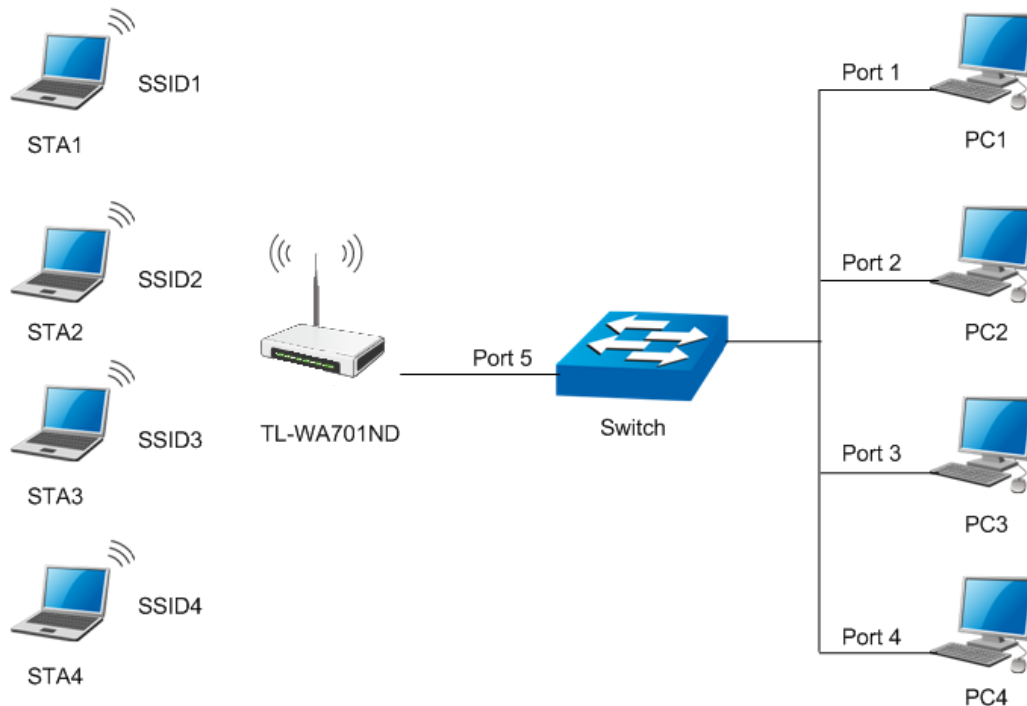 SSID1
STA1
SSID2
STA2
SSID3
STA3
SSID4
STA4
TL-WA701ND
Port 5
Switch
Port 1
PC1
Port 2
PC2
Port 3
PC3
Port 4
PC4